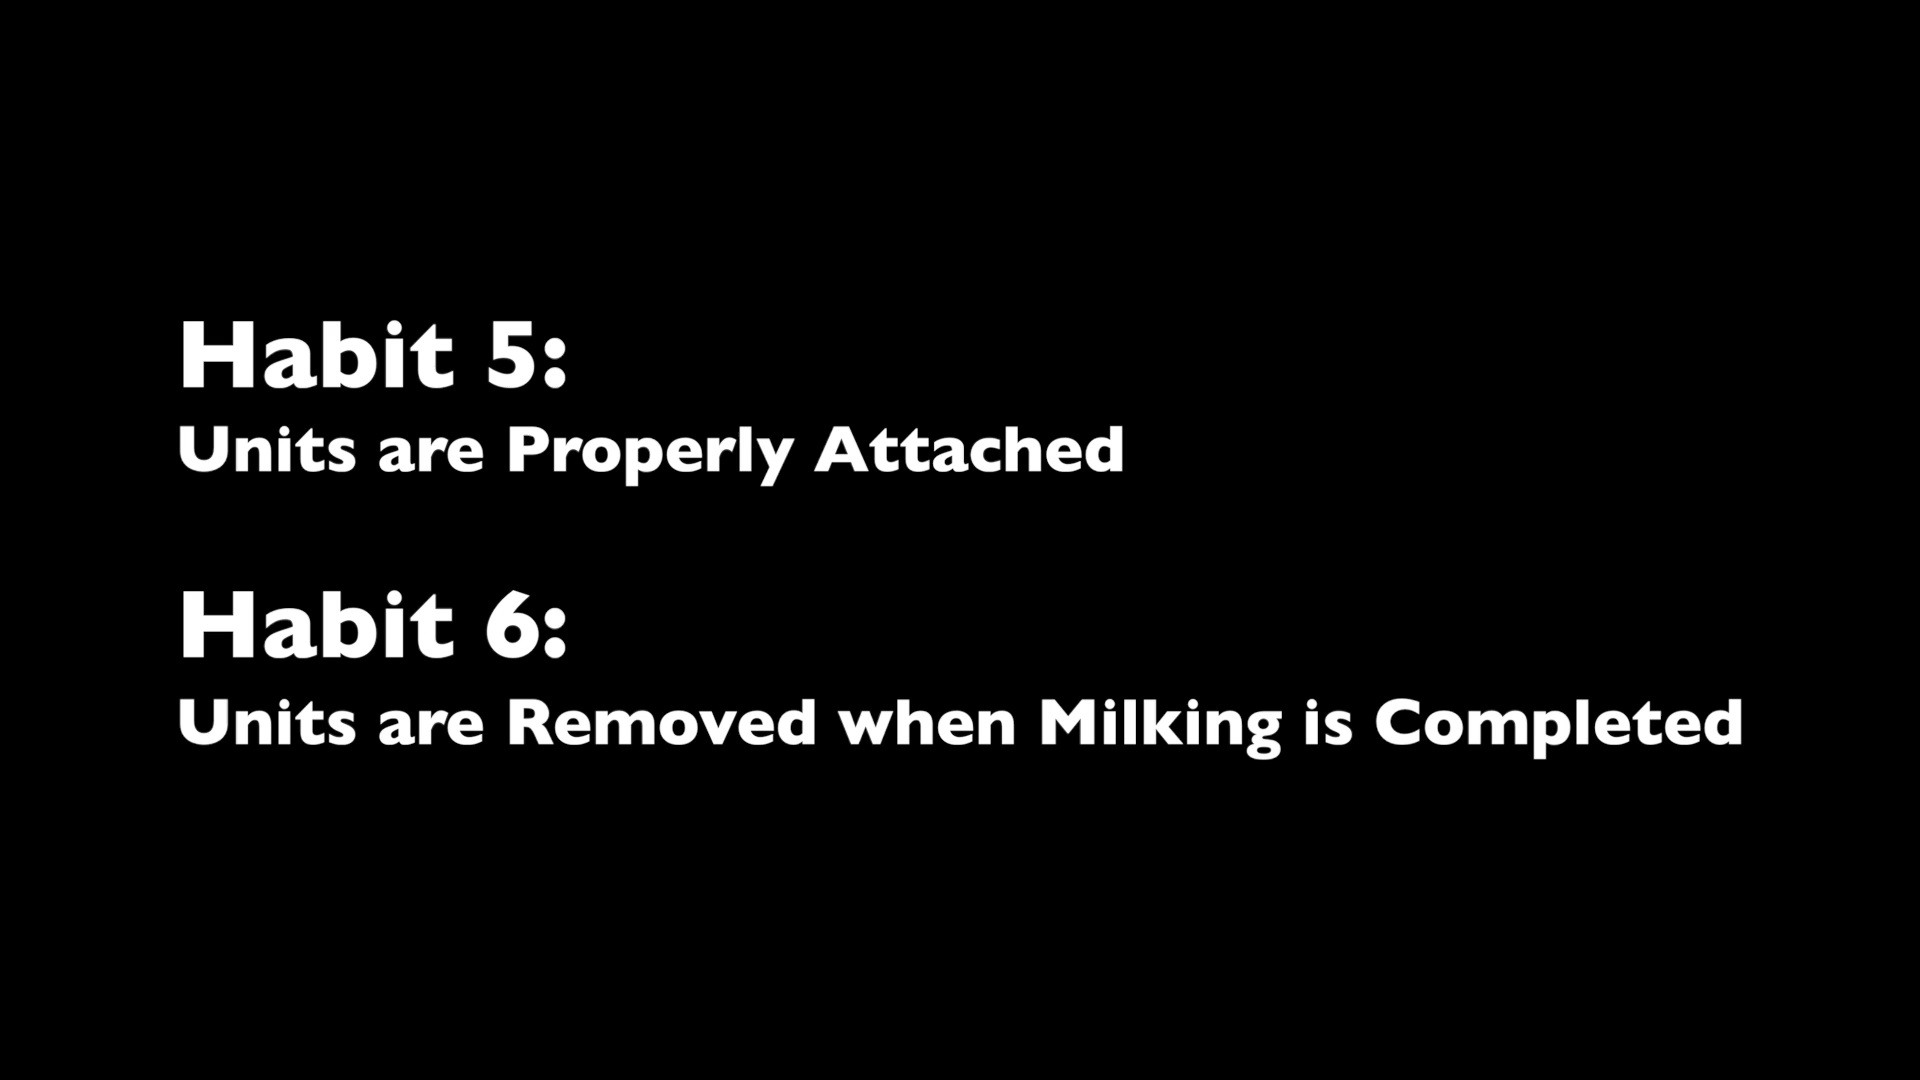 Habit 5:
Units are Properly Attached
Habit 6:
Units are Removed when Milking is Completed